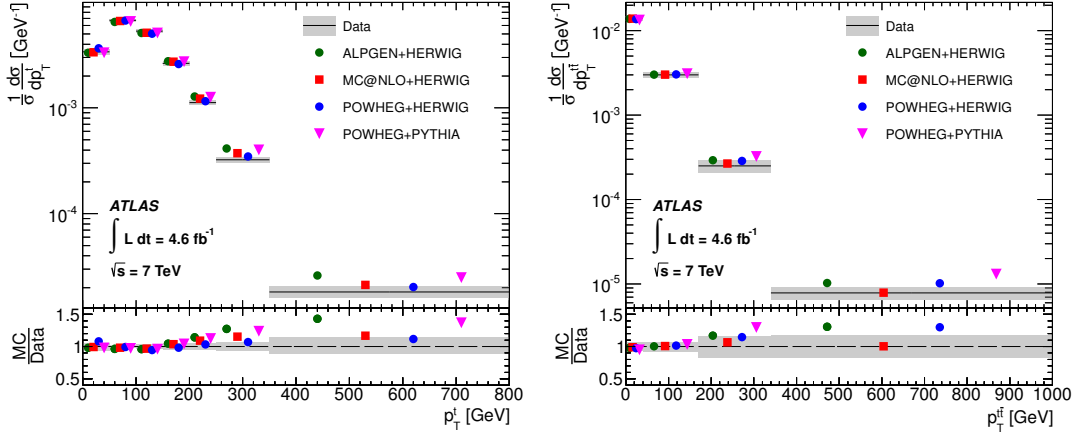 1/σ dσ/dp_T^t [GeV⁻¹]
10⁻³
10⁻⁴
Data
ALPGEN+HERWIG
MC@NLO+HERWIG
POWHEG+HERWIG
POWHEG+PYTHIA
ATLAS
∫ L dt = 4.6 fb⁻¹
√s = 7 TeV
MC/Data
1.5
1
0.5
0 100 200 300 400 500 600 700 800
p_T^t [GeV]
1/σ dσ/dp_T^tt̄ [GeV⁻¹]
10⁻²
10⁻³
10⁻⁴
10⁻⁵
Data
ALPGEN+HERWIG
MC@NLO+HERWIG
POWHEG+HERWIG
POWHEG+PYTHIA
ATLAS
∫ L dt = 4.6 fb⁻¹
√s = 7 TeV
MC/Data
1.5
1
0.5
0 100 200 300 400 500 600 700 800 900 1000
p_T^tt̄ [GeV]